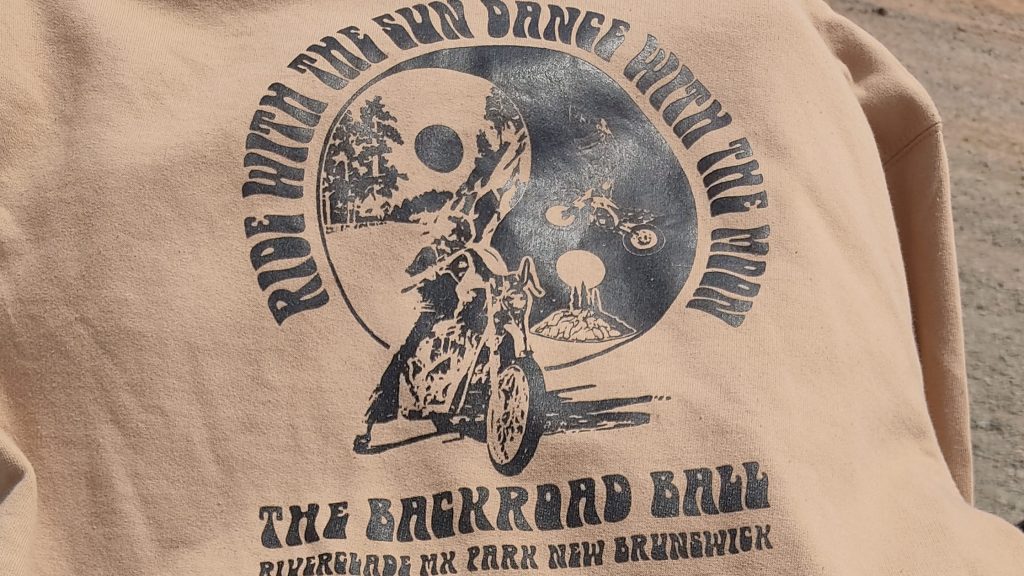 RIDE WITH THE SUN DANCE WITH THE MOON
THE BACKROAD BALL
RIVERGLADE MX PARK NEW BRUNSWICK